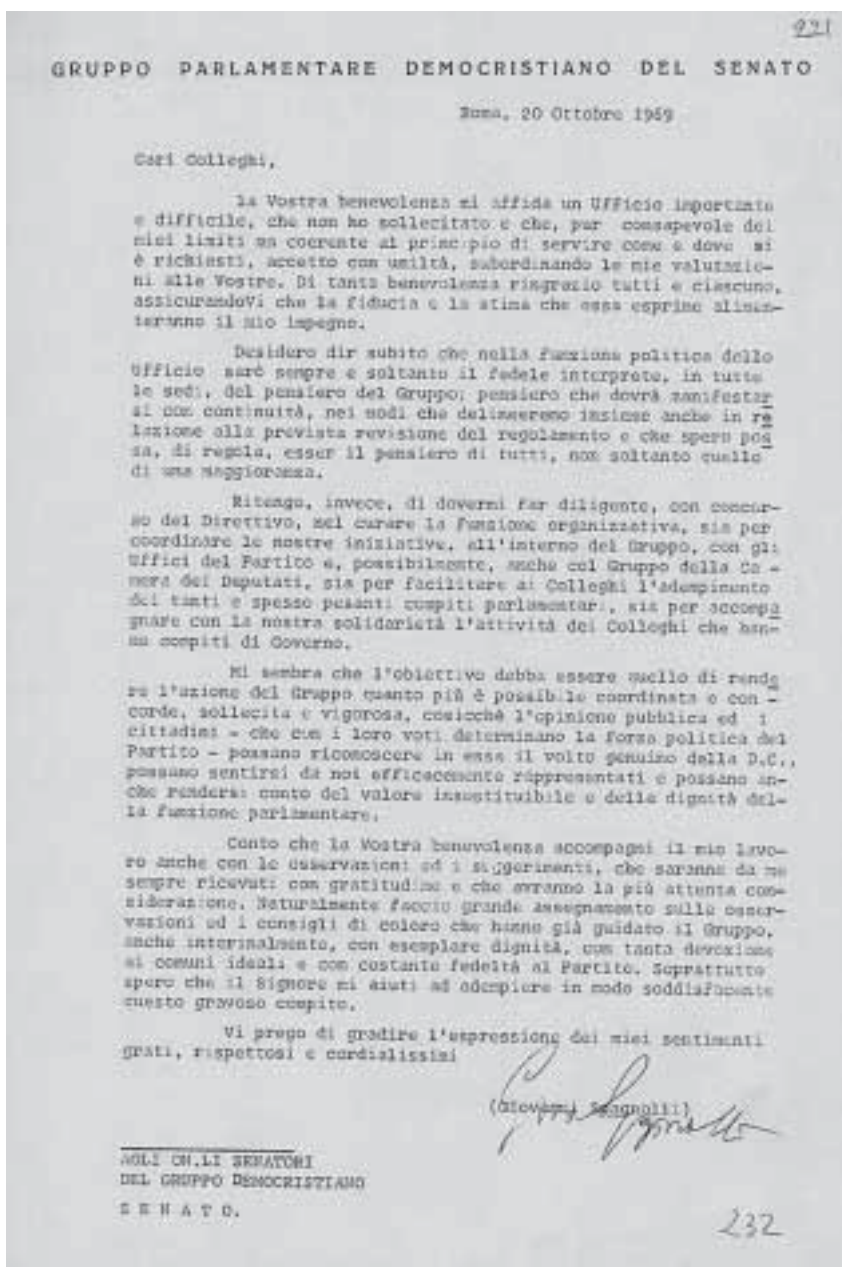 221
GRUPPO PARLAMENTARE DEMOCRISTIANO DEL SENATO
Roma, 20 Ottobre 1969
Cari Colleghi,
La Vostra benevolenza mi affida un Ufficio importante
e difficile, che non ho sollecitato e che, pur consapevole dei
miei limiti ma coerente al principio di servire come e dove si
è richiesti, accetto con umiltà, subordinando le mie valutazio-
ni alle Vostre. Di tanta benevolenza ringrazio tutti e ciascuno,
assicurandoVi che la fiducia e la stima che essa esprime alimen-
teranno il mio impegno.
Desidero dir subito che nella funzione politica dello
Ufficio sarò sempre e soltanto il fedele interprete, in tutte
le sedi, del pensiero del Gruppo; pensiero che dovrà manifestar
si con continuità, nei modi che delineeremo insieme anche in re
lazione alla prevista revisione del regolamento e che spero pos
sa, di regola, esser il pensiero di tutti, non soltanto quello
di una maggioranza.
Ritengo, invece, di dovermi far diligente, con concor-
so del Direttivo, nel curare la funzione organizzativa, sia per
coordinare le nostre iniziative, all'interno del Gruppo, con gli
Uffici del Partito e, possibilmente, anche col Gruppo della Ca -
mera dei Deputati, sia per facilitare ai Colleghi l'adempimento
dei tanti e spesso pesanti compiti parlamentari, sia per accompa
gnare con la nostra solidarietà l'attività dei Colleghi che han-
no compiti di Governo.
Mi sembra che l'obiettivo debba essere quello di rende
re l'azione del Gruppo quanto più è possibile coordinata e con -
corde, sollecita e vigorosa, cosicchè l'opinione pubblica ed i
cittadini - che con i loro voti determinano la forza politica del
Partito - possano riconoscere in essa il volto genuino della D.C.,
possano sentirsi da noi efficacemente rappresentati e possano an-
che rendersi conto del valore insostituibile e della dignità del-
la funzione parlamentare.
Conto che la Vostra benevolenza accompagni il mio lavo-
ro anche con le osservazioni ed i suggerimenti, che saranno da me
sempre ricevuti con gratitudine e che avranno la più attenta con-
siderazione. Naturalmente faccio grande assegnamento sulle osser-
vazioni ed i consigli di coloro che hanno già guidato il Gruppo,
anche interinalmente, con esemplare dignità, con tanta devozione
ai comuni ideali e con costante fedeltà al Partito. Soprattutto
spero che il Signore mi aiuti ad adempiere in modo soddisfacente
questo gravoso compito.
Vi prego di gradire l'espressione dei miei sentimenti
grati, rispettosi e cordialissimi
(Giovanni Spagnolli)
AGLI ON.LI SENATORI
DEL GRUPPO DEMOCRISTIANO
SENATO.
232